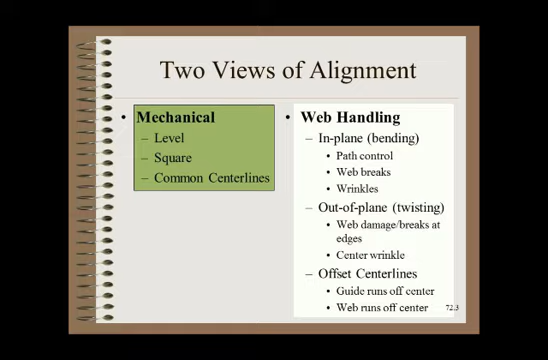 Two Views of Alignment
• Mechanical
– Level
– Square
– Common Centerlines
• Web Handling
– In-plane (bending)
• Path control
• Web breaks
• Wrinkles
– Out-of-plane (twisting)
• Web damage/breaks at
edges
• Center wrinkle
– Offset Centerlines
• Guide runs off center
• Web runs off center
72.3